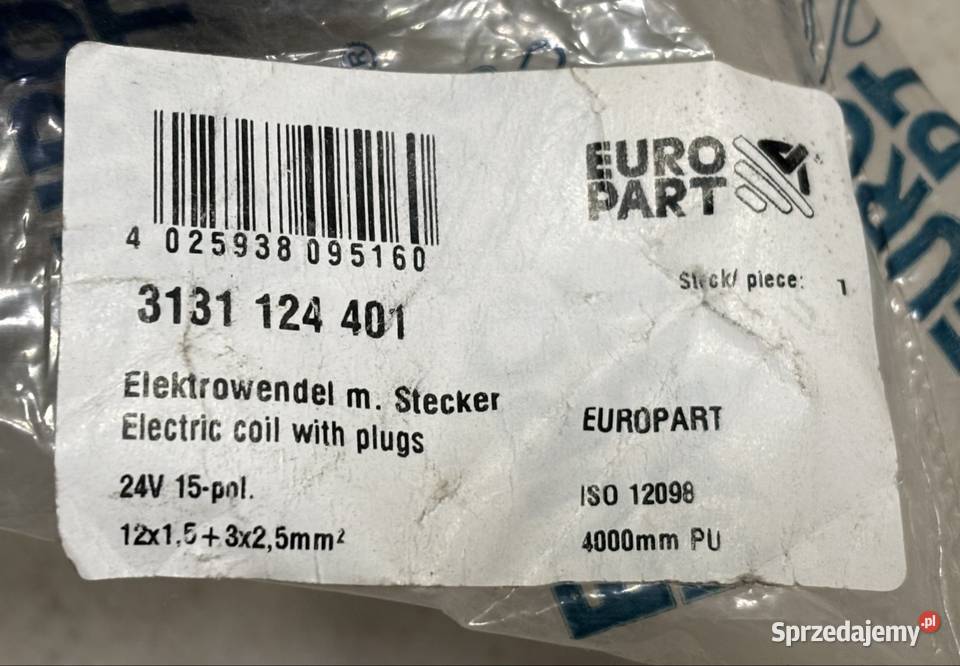 EURO
PART
4 025938 095160
Stück/ piece: 1
3131 124 401
Elektrowendel m. Stecker
Electric coil with plugs
EUROPART
24V 15-pol.
ISO 12098
12x1,5+3x2,5mm²
4000mm PU
Sprzedajemy.pl